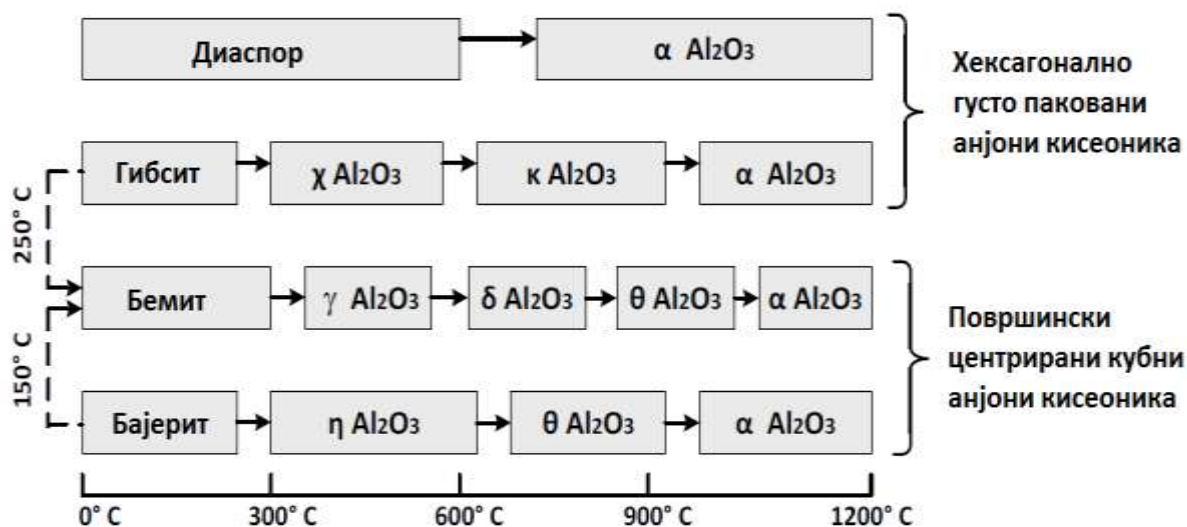 Диаспор
α Al2O3
Хексагонално
густо паковани
анјони кисеоника
Гибсит
χ Al2O3
κ Al2O3
α Al2O3
250° C
Бемит
γ Al2O3
δ Al2O3
θ Al2O3
α Al2O3
Површински
центрирани кубни
анјони кисеоника
150° C
Бајерит
η Al2O3
θ Al2O3
α Al2O3
0° C
300° C
600° C
900° C
1200° C